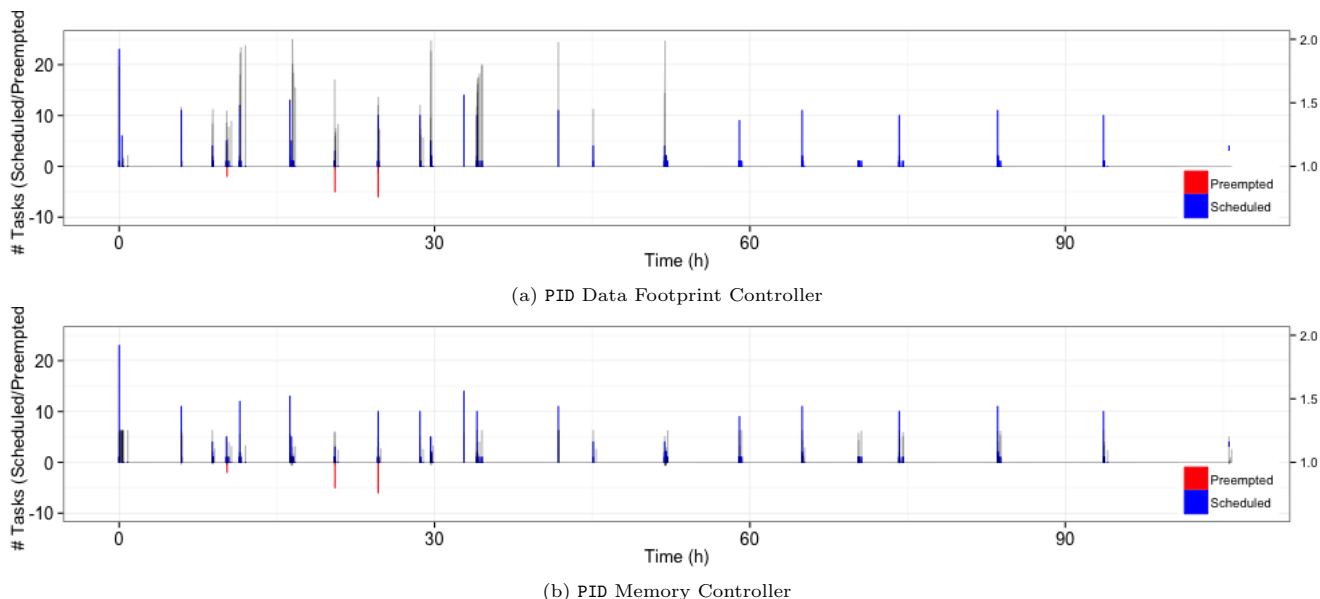 # Tasks (Scheduled/Preempted
20
10
0
-10
2.0
1.5
1.0
Preempted
Scheduled
0 30 60 90
Time (h)
(a) PID Data Footprint Controller
# Tasks (Scheduled/Preempted
20
10
0
-10
2.0
1.5
1.0
Preempted
Scheduled
0 30 60 90
Time (h)
(b) PID Memory Controller